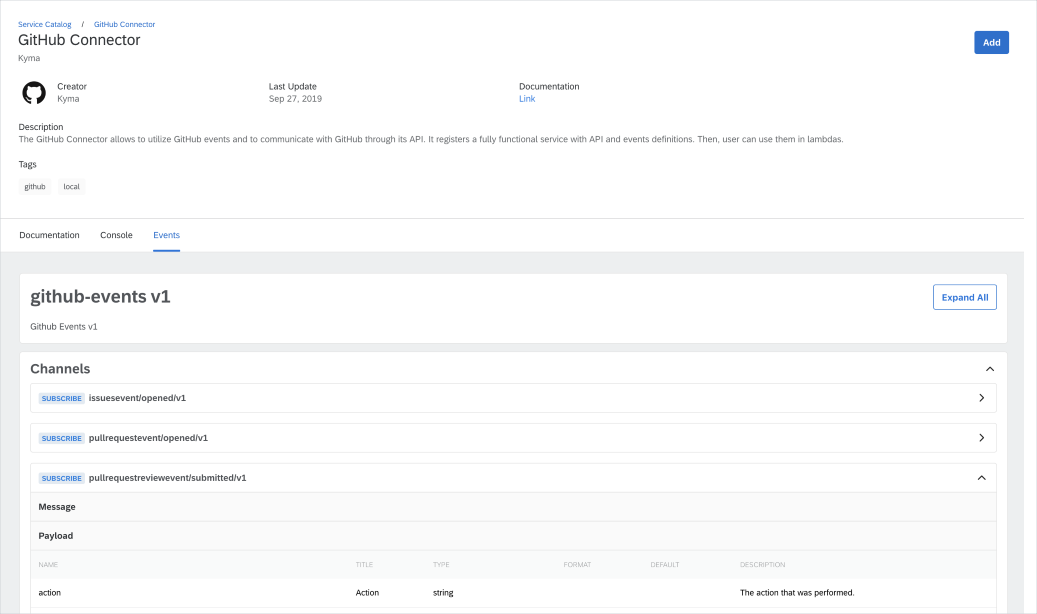 Service Catalog / GitHub Connector
GitHub Connector
Add
Kyma
Creator Last Update Documentation
Kyma Sep 27, 2019 Link
Description
The GitHub Connector allows to utilize GitHub events and to communicate with GitHub through its API. It registers a fully functional service with API and events definitions. Then, user can use them in lambdas.
Tags
github local
Documentation Console Events
github-events v1
Expand All
Github Events v1
Channels
SUBSCRIBE issuesevent/opened/v1
SUBSCRIBE pullrequestevent/opened/v1
SUBSCRIBE pullrequestreviewevent/submitted/v1
Message
Payload
NAME TITLE TYPE FORMAT DEFAULT DESCRIPTION
action Action string The action that was performed.